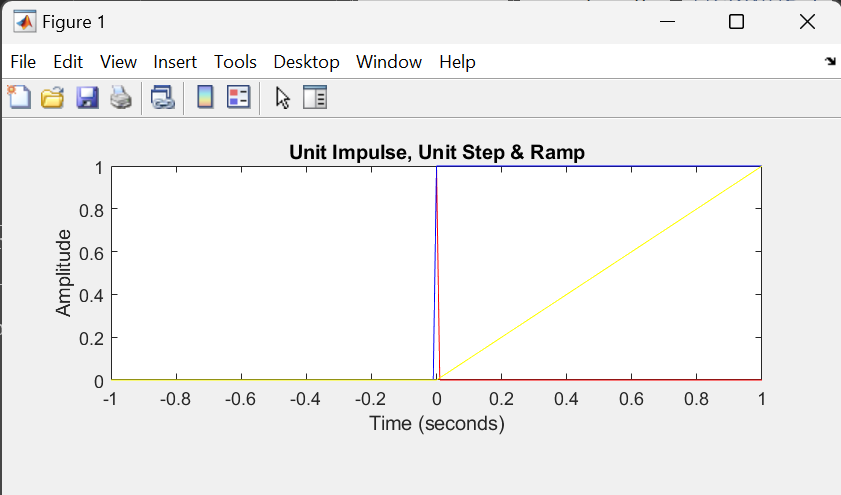 Figure 1
File Edit View Insert Tools Desktop Window Help
Unit Impulse, Unit Step & Ramp
1
0.8
0.6
0.4
0.2
0
Amplitude
-1 -0.8 -0.6 -0.4 -0.2 0 0.2 0.4 0.6 0.8 1
Time (seconds)